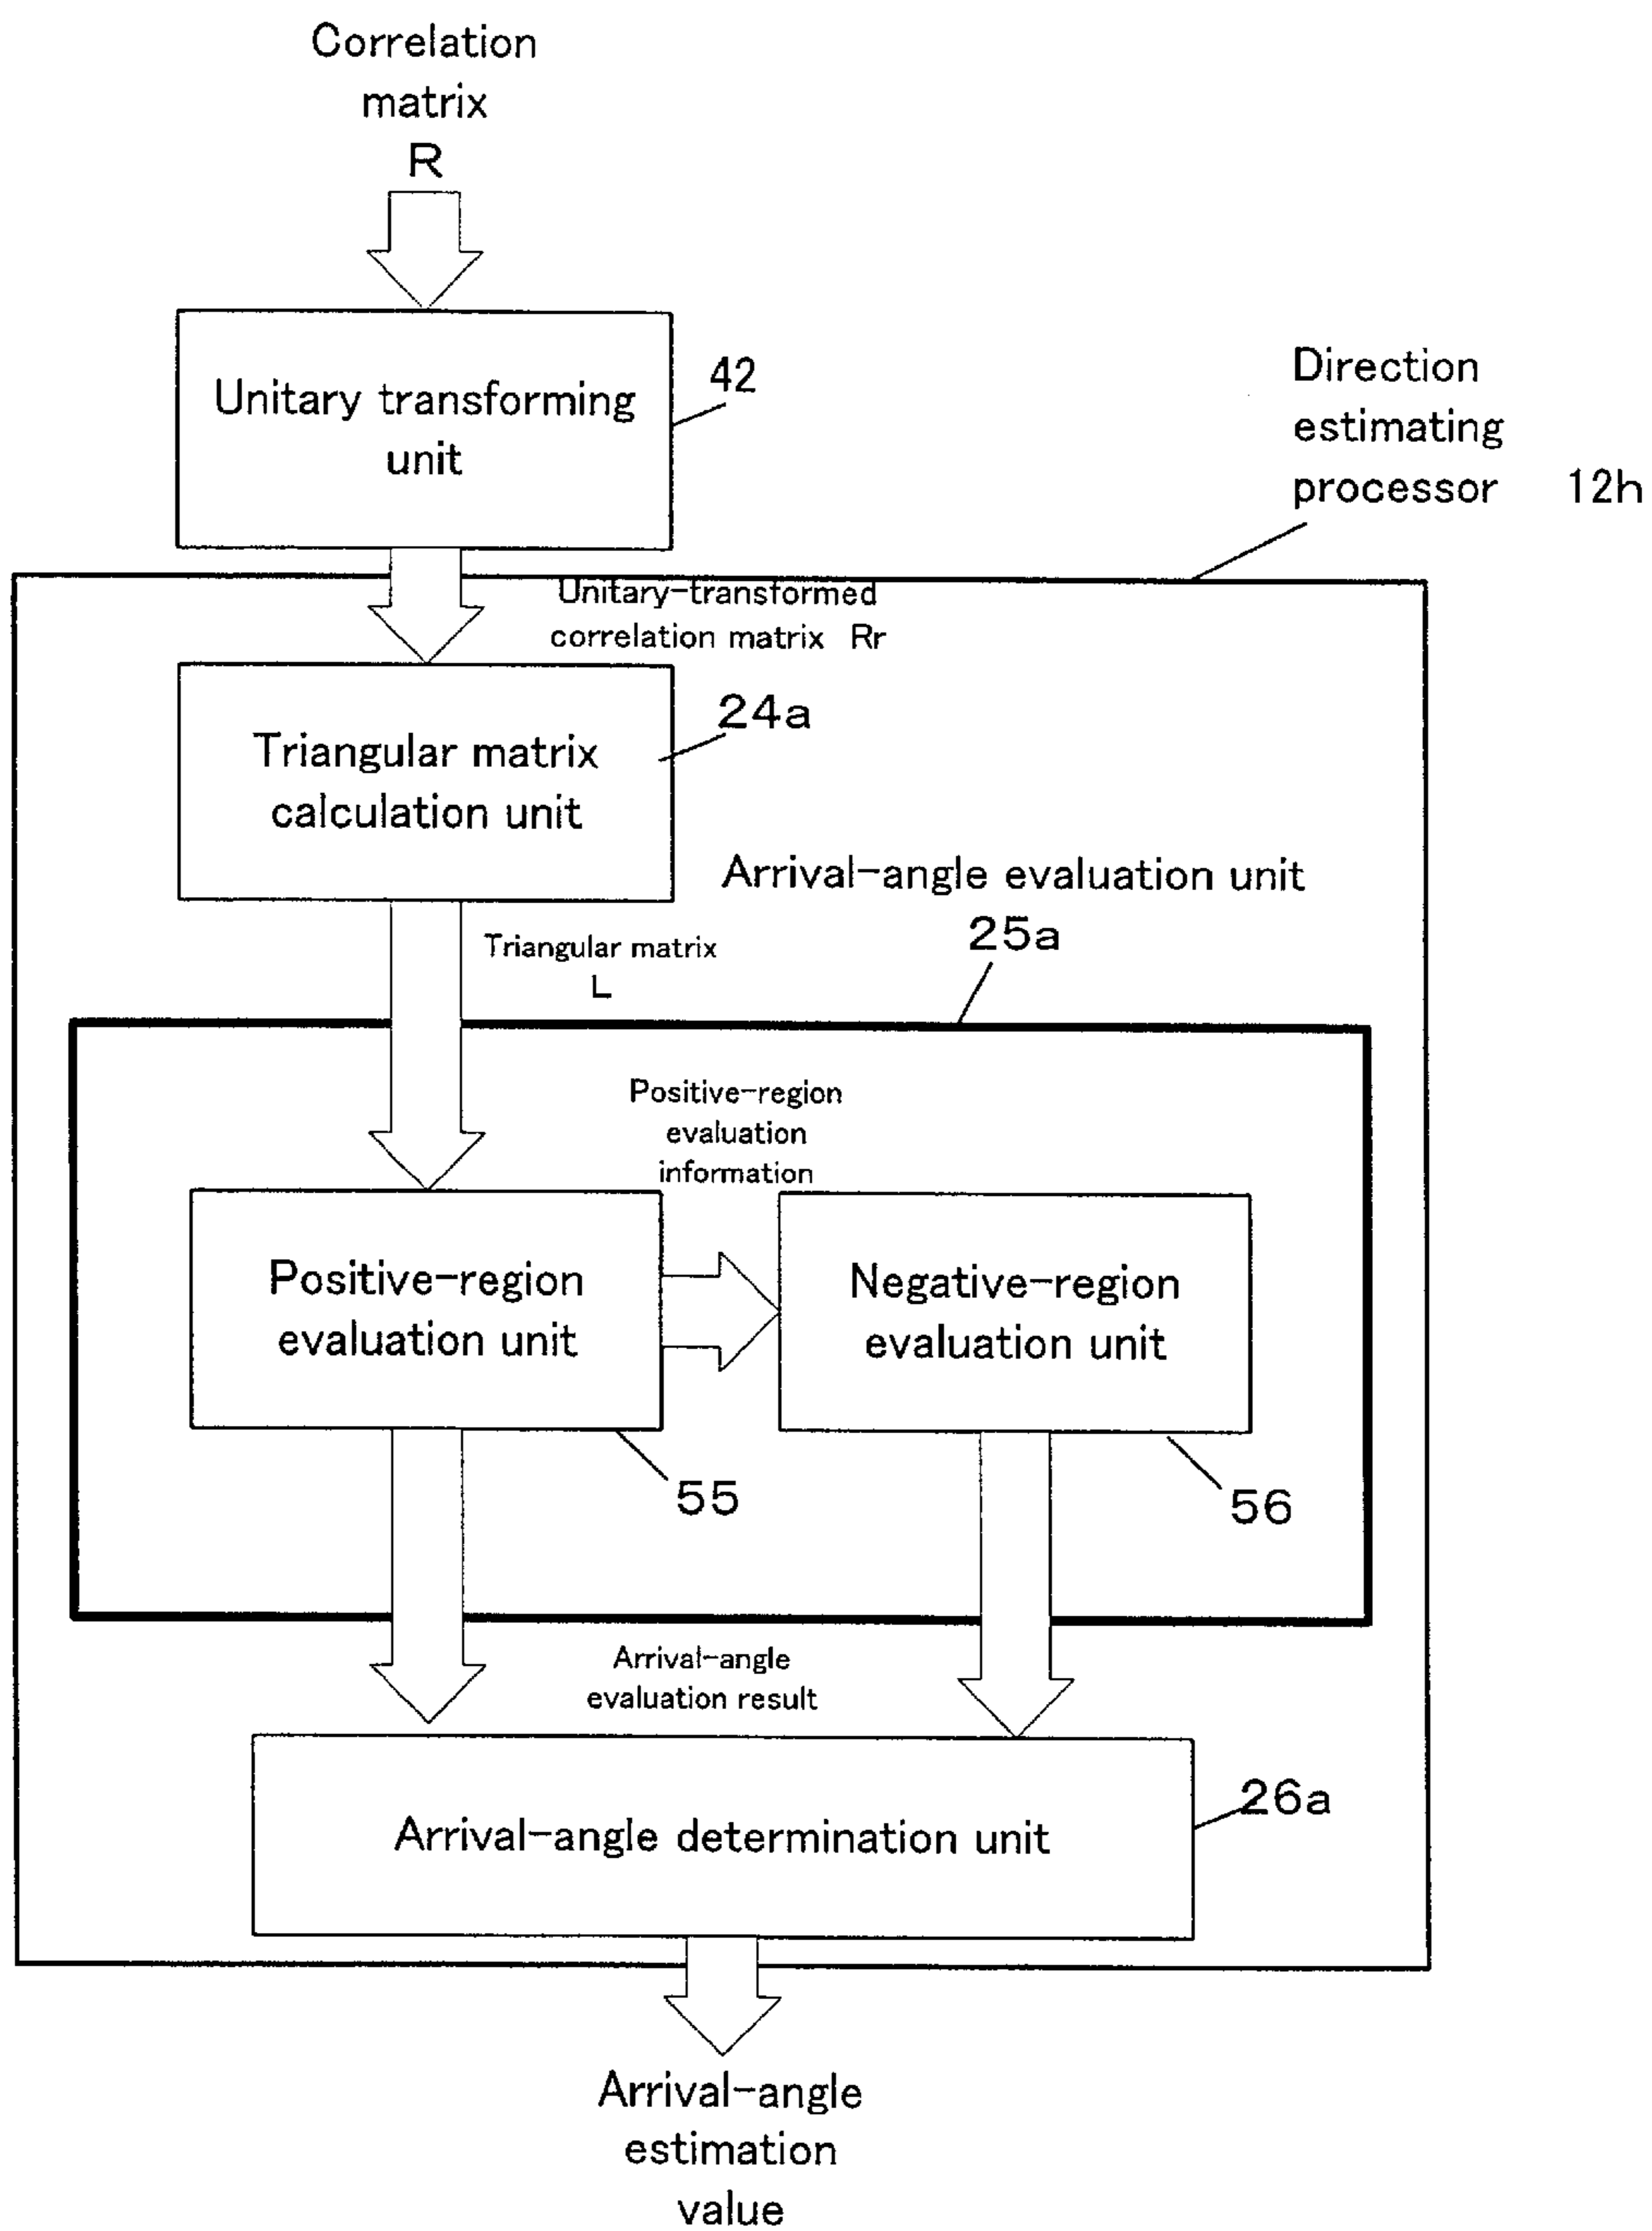 Correlation
matrix
R
Unitary transforming
unit
42
Direction
estimating
processor 12h
Unitary-transformed
correlation matrix Rr
Triangular matrix
calculation unit
24a
Arrival-angle evaluation unit
25a
Triangular matrix
L
Positive-region
evaluation
information
Positive-region
evaluation unit
Negative-region
evaluation unit
55
56
Arrival-angle
evaluation result
Arrival-angle determination unit
26a
Arrival-angle
estimation
value